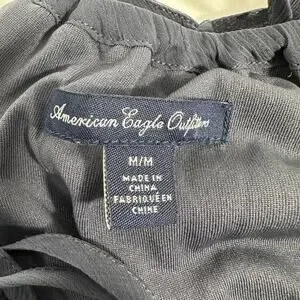 American Eagle Outfitters
M/M
MADE IN
CHINA
FABRIQUÉ EN
CHINE